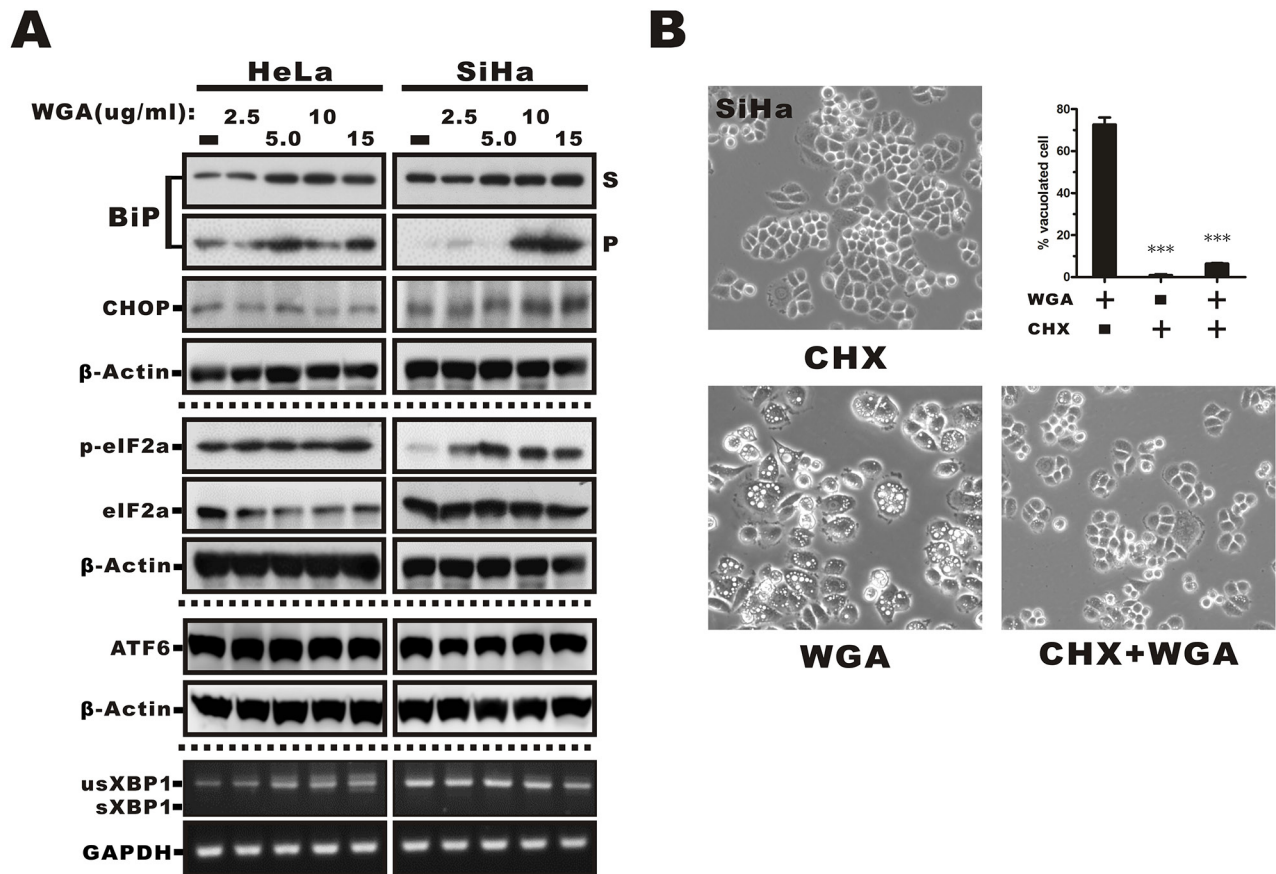 A
HeLa SiHa
WGA(ug/ml): 2.5 10 2.5 10
- 5.0 15 - 5.0 15
BiP
S
P
CHOP
β-Actin
p-eIF2a
eIF2a
β-Actin
ATF6
β-Actin
usXBP1
sXBP1
GAPDH
B
SiHa
CHX
% vacuolated cell
80
60
40
20
0
*** ***
WGA + - +
CHX - + +
WGA
CHX+WGA